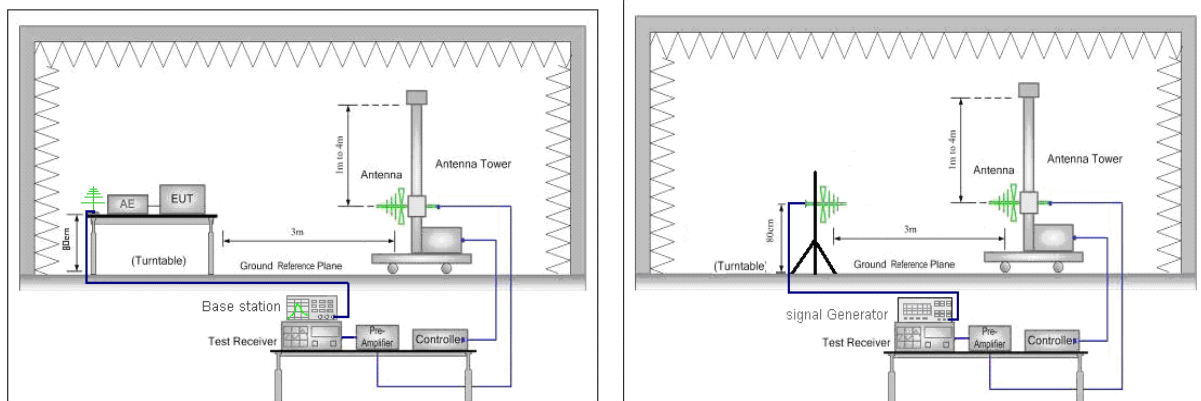 1m to 4m
Antenna Tower
Antenna
AE
EUT
80cm
3m
(Turntable)
Ground Reference Plane
Base station
Test Receiver
Pre-
Amplifier
Controller
1m to 4m
Antenna Tower
Antenna
80cm
3m
(Turntable)
Ground Reference Plane
signal Generator
Test Receiver
Pre-
Amplifier
Controller